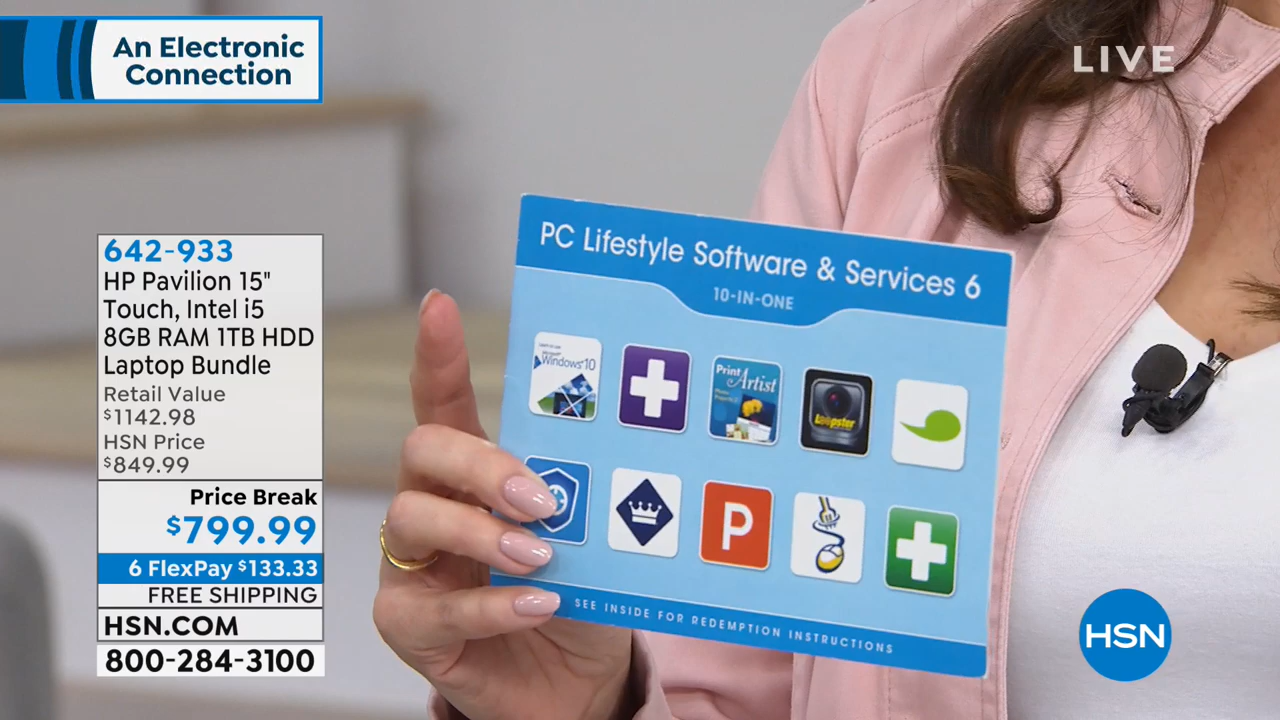 An Electronic
Connection
LIVE
642-933
HP Pavilion 15"
Touch, Intel i5
8GB RAM 1TB HDD
Laptop Bundle
Retail Value
$1142.98
HSN Price
$849.99
Price Break
$799.99
6 FlexPay $133.33
FREE SHIPPING
HSN.COM
800-284-3100
PC Lifestyle Software & Services 6
10-IN-ONE
Windows 10
Print
Artist
P
SEE INSIDE FOR REDEMPTION INSTRUCTIONS
HSN